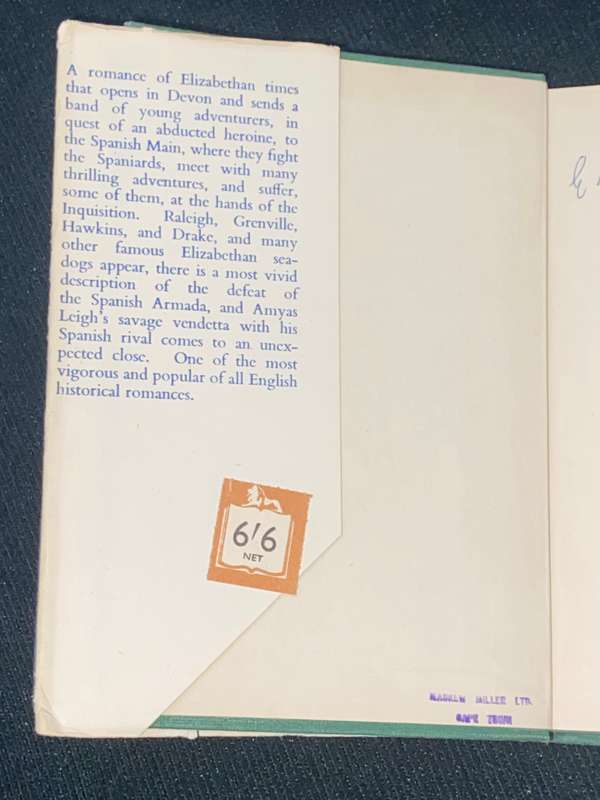 A romance of Elizabethan times
that opens in Devon and sends a
band of young adventurers, in
quest of an abducted heroine, to
the Spanish Main, where they fight
the Spaniards, meet with many
thrilling adventures, and suffer,
some of them, at the hands of the
Inquisition. Raleigh, Grenville,
Hawkins, and Drake, and many
other famous Elizabethan sea-
dogs appear, there is a most vivid
description of the defeat of
the Spanish Armada, and Amyas
Leigh's savage vendetta with his
Spanish rival comes to an unex-
pected close. One of the most
vigorous and popular of all English
historical romances.
6/6
NET
MILLER LTD.
CAPE TOWN